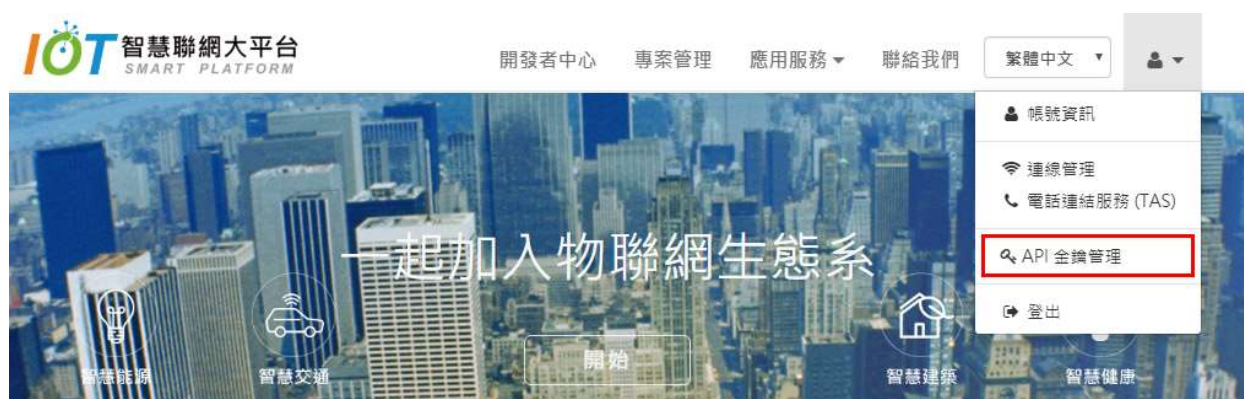 IOT 智慧聯網大平台
SMART PLATFORM
開發者中心 專案管理 應用服務 聯絡我們 繁體中文
帳號資訊
連線管理
電話連結服務 (TAS)
API 金鑰管理
登出
一起加入物聯網生態系
開始
智慧能源 智慧交通 智慧建築 智慧健康